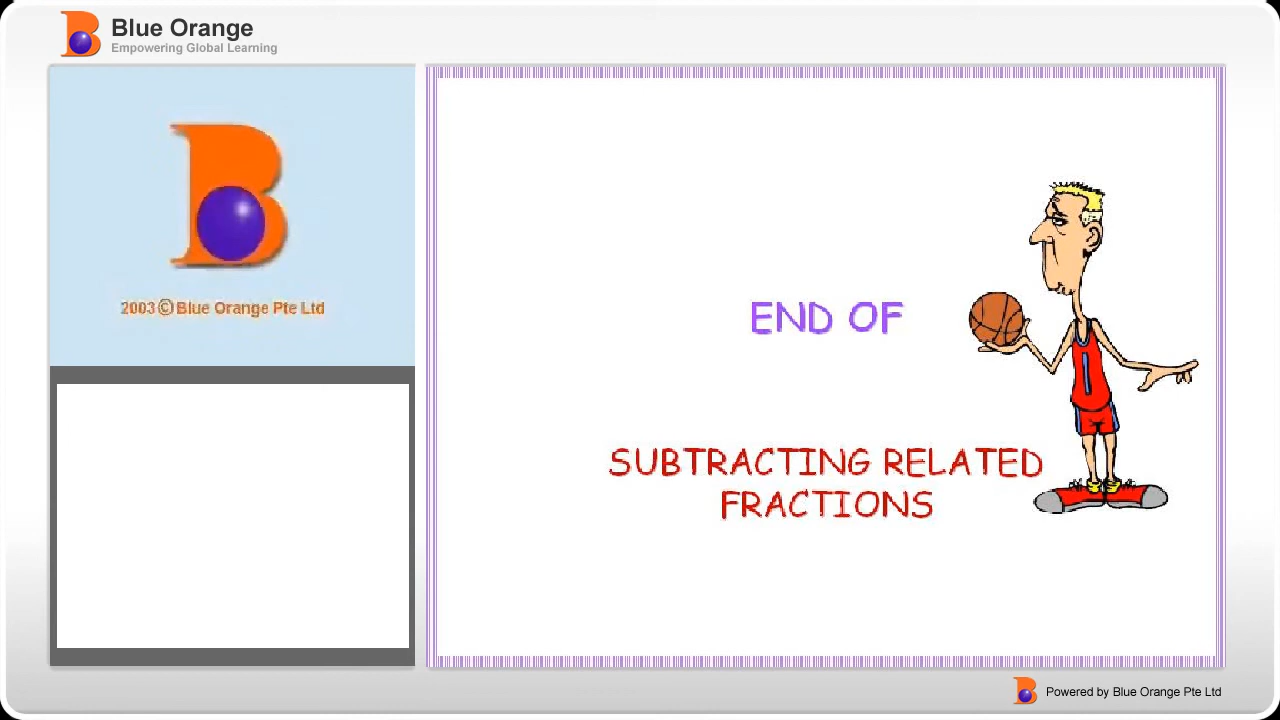 Blue Orange
Empowering Global Learning
2003 © Blue Orange Pte Ltd
END OF
SUBTRACTING RELATED
FRACTIONS
Powered by Blue Orange Pte Ltd